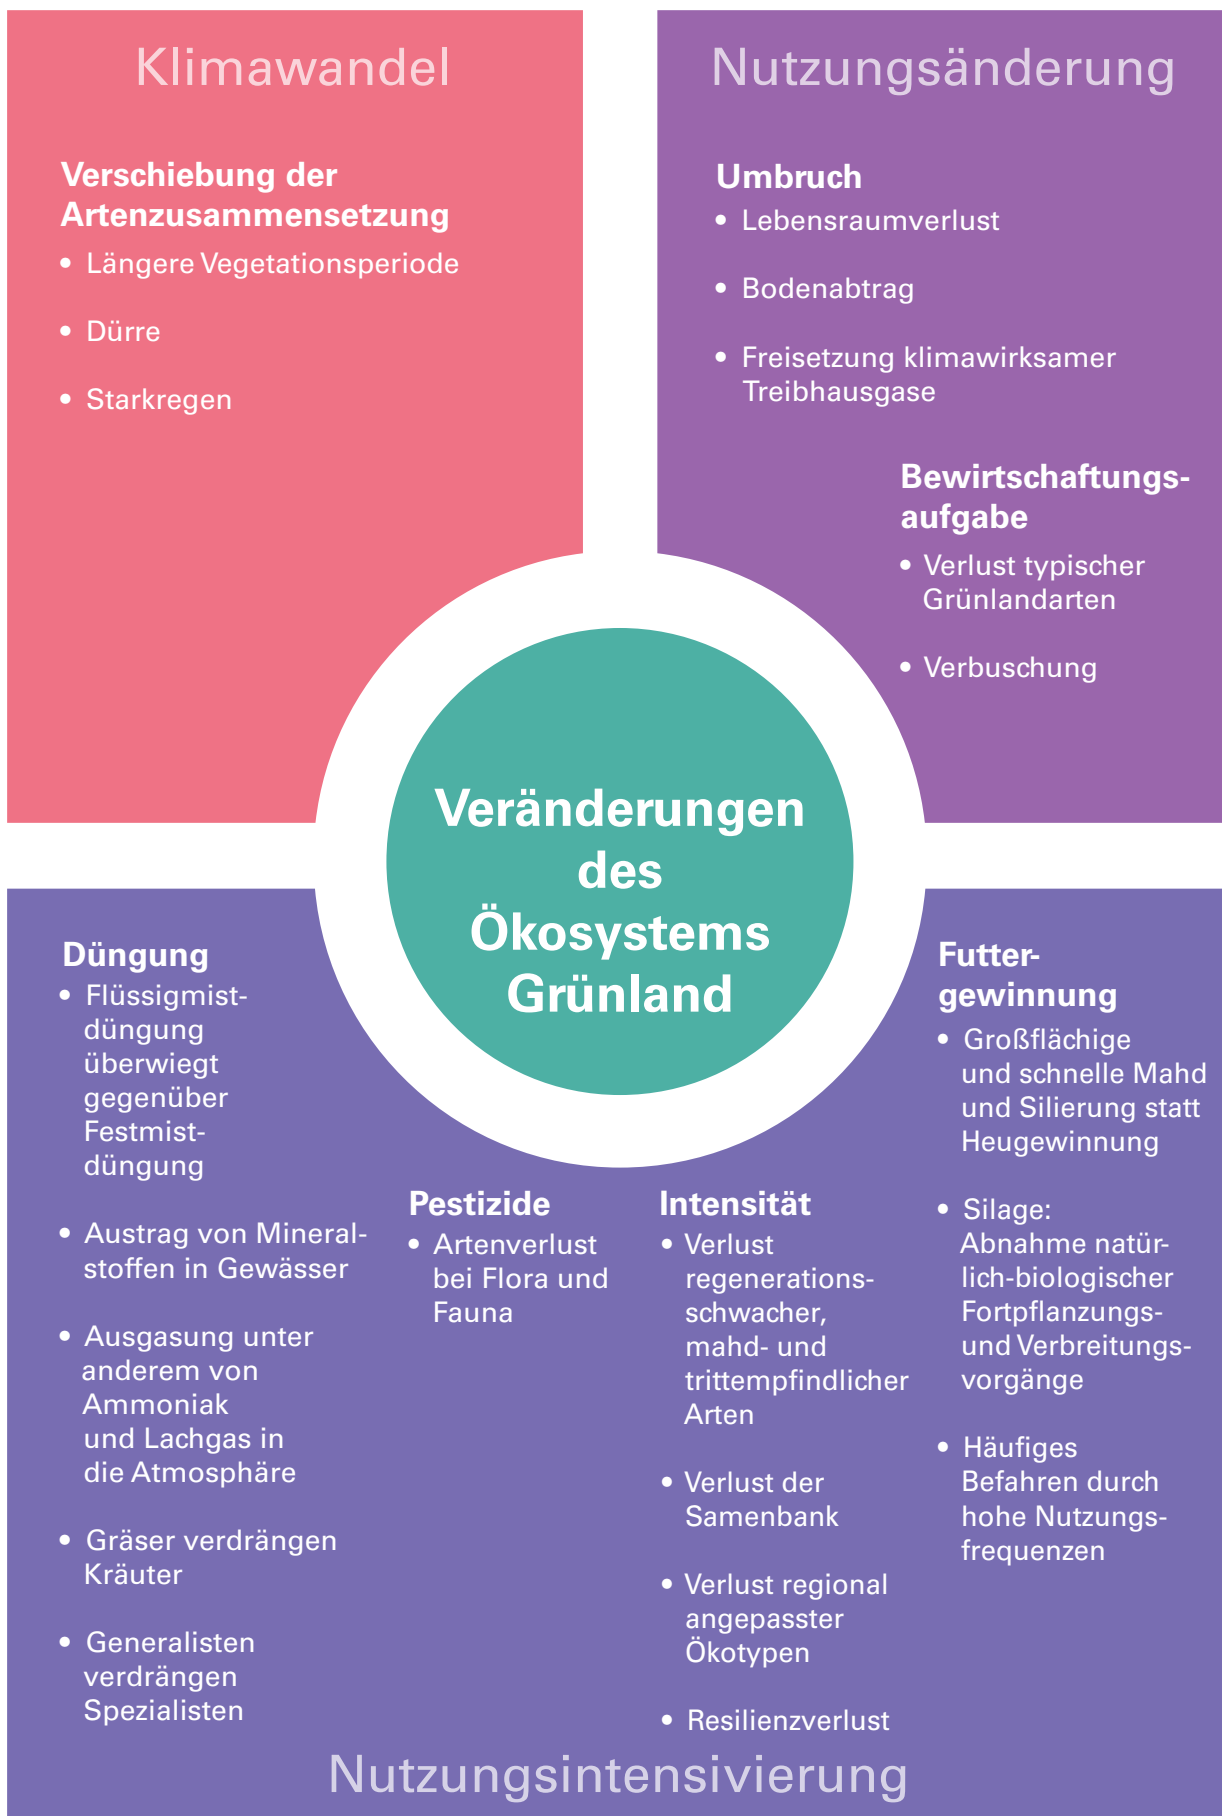 Klimawandel
Verschiebung der
Artenzusammensetzung
• Längere Vegetationsperiode
• Dürre
• Starkregen
Nutzungsänderung
Umbruch
• Lebensraumverlust
• Bodenabtrag
• Freisetzung klimawirksamer
Treibhausgase
Bewirtschaftungs-
aufgabe
• Verlust typischer
Grünlandarten
• Verbuschung
Veränderungen
des
Ökosystems
Grünland
Düngung
• Flüssigmist-
düngung
überwiegt
gegenüber
Festmist-
düngung
• Austrag von Mineral-
stoffen in Gewässer
• Ausgasung unter
anderem von
Ammoniak
und Lachgas in
die Atmosphäre
• Gräser verdrängen
Kräuter
• Generalisten
verdrängen
Spezialisten
Pestizide
• Artenverlust
bei Flora und
Fauna
Intensität
• Verlust
regenerations-
schwacher,
mahd- und
trittempfindlicher
Arten
• Verlust der
Samenbank
• Verlust regional
angepasster
Ökotypen
• Resilienzverlust
Futter-
gewinnung
• Großflächige
und schnelle Mahd
und Silierung statt
Heugewinnung
• Silage:
Abnahme natür-
lich-biologischer
Fortpflanzungs-
und Verbreitungs-
vorgänge
• Häufiges
Befahren durch
hohe Nutzungs-
frequenzen
Nutzungsintensivierung